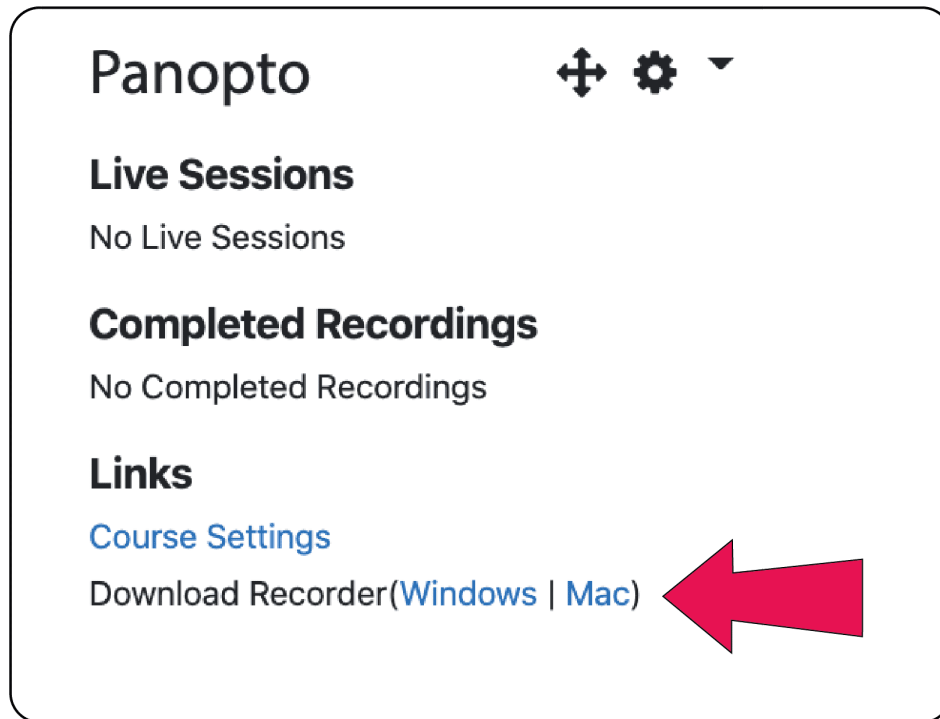 Panopto
Live Sessions
No Live Sessions
Completed Recordings
No Completed Recordings
Links
Course Settings
Download Recorder(Windows | Mac)